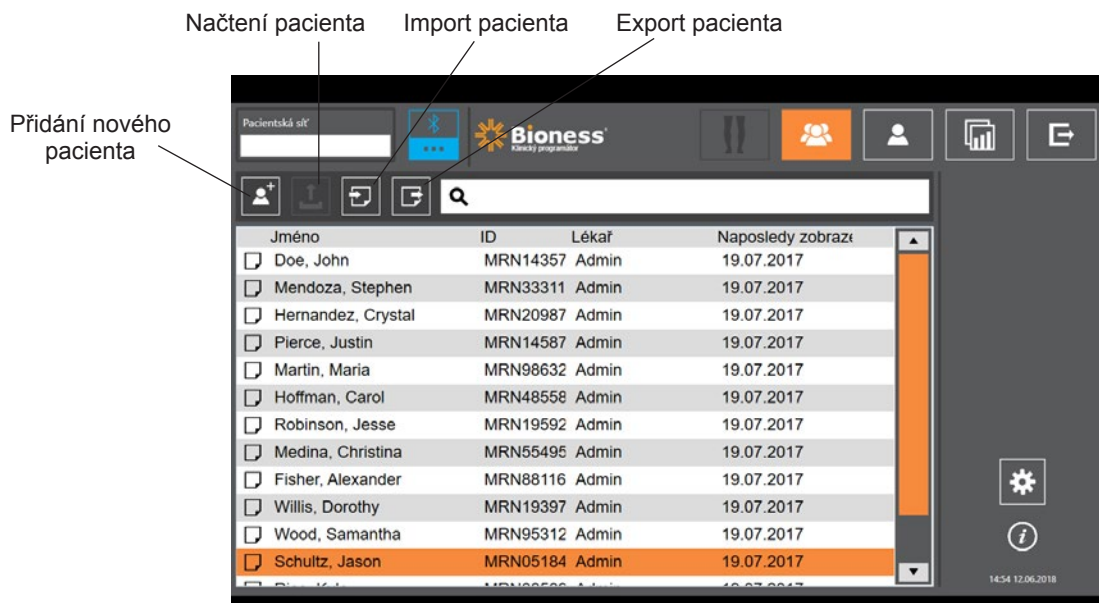 Načtení pacienta Import pacienta Export pacienta
Přidání nového
pacienta
Pacientská síť
Bioness
Klinický programátor
Jméno ID Lékař Naposledy zobraze
Doe, John MRN14357 Admin 19.07.2017
Mendoza, Stephen MRN33311 Admin 19.07.2017
Hernandez, Crystal MRN20987 Admin 19.07.2017
Pierce, Justin MRN14587 Admin 19.07.2017
Martin, Maria MRN98632 Admin 19.07.2017
Hoffman, Carol MRN48558 Admin 19.07.2017
Robinson, Jesse MRN19592 Admin 19.07.2017
Medina, Christina MRN55495 Admin 19.07.2017
Fisher, Alexander MRN88116 Admin 19.07.2017
Willis, Dorothy MRN19397 Admin 19.07.2017
Wood, Samantha MRN95312 Admin 19.07.2017
Schultz, Jason MRN05184 Admin 19.07.2017
14:54 12.06.2018